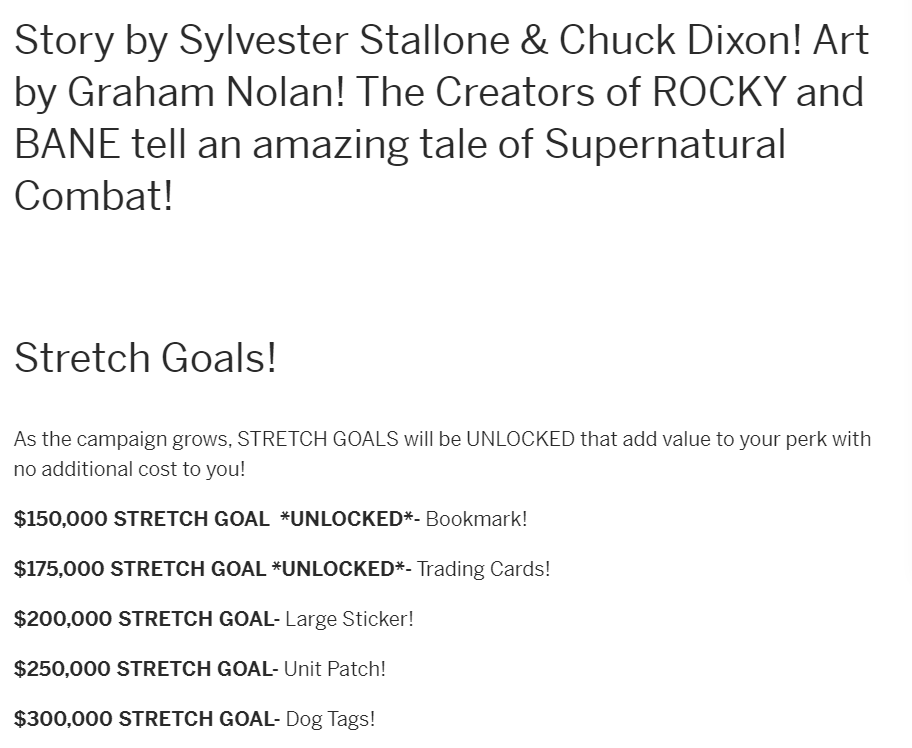 Story by Sylvester Stallone & Chuck Dixon! Art
by Graham Nolan! The Creators of ROCKY and
BANE tell an amazing tale of Supernatural
Combat!
Stretch Goals!
As the campaign grows, STRETCH GOALS will be UNLOCKED that add value to your perk with
no additional cost to you!
$150,000 STRETCH GOAL  *UNLOCKED*- Bookmark!
$175,000 STRETCH GOAL *UNLOCKED*- Trading Cards!
$200,000 STRETCH GOAL- Large Sticker!
$250,000 STRETCH GOAL- Unit Patch!
$300,000 STRETCH GOAL- Dog Tags!